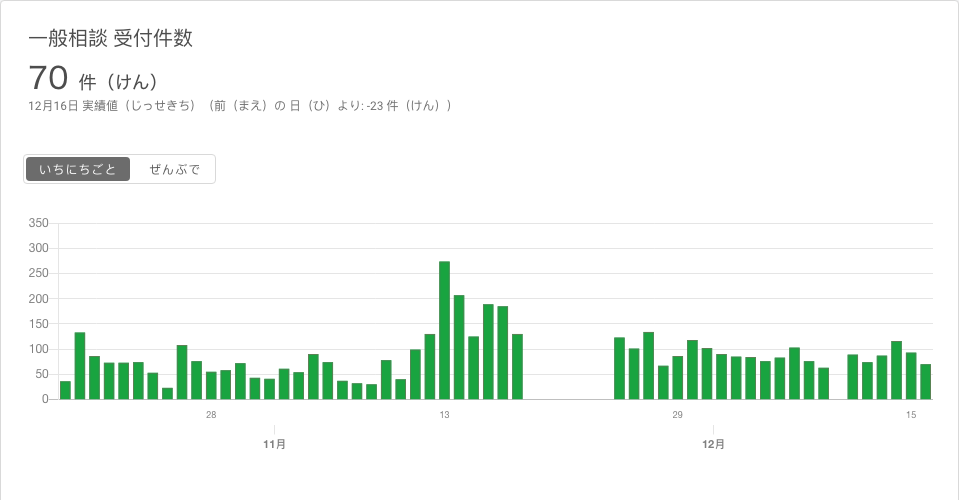 一般相談 受付件数
70 件（けん）
12月16日 実績値（じっせきち）（前（まえ）の 日（ひ）より: -23 件（けん））
いちにちごと ぜんぶで
350
300
250
200
150
100
50
0
28 13 29 15
11月 12月